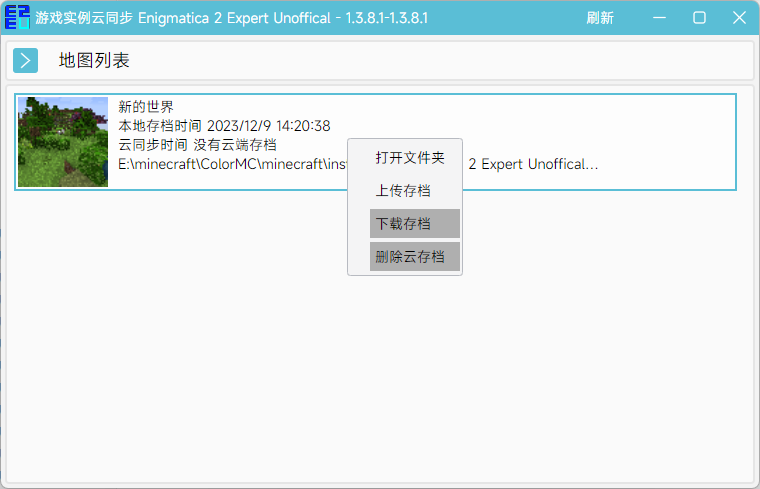 E2E U 游戏实例云同步 Enigmatica 2 Expert Unoffical - 1.3.8.1-1.3.8.1 刷新
地图列表
新的世界
本地存档时间 2023/12/9 14:20:38
云同步时间 没有云端存档
E:\minecraft\ColorMC\minecraft\ins 2 Expert Unoffical...
打开文件夹
上传存档
下载存档
删除云存档